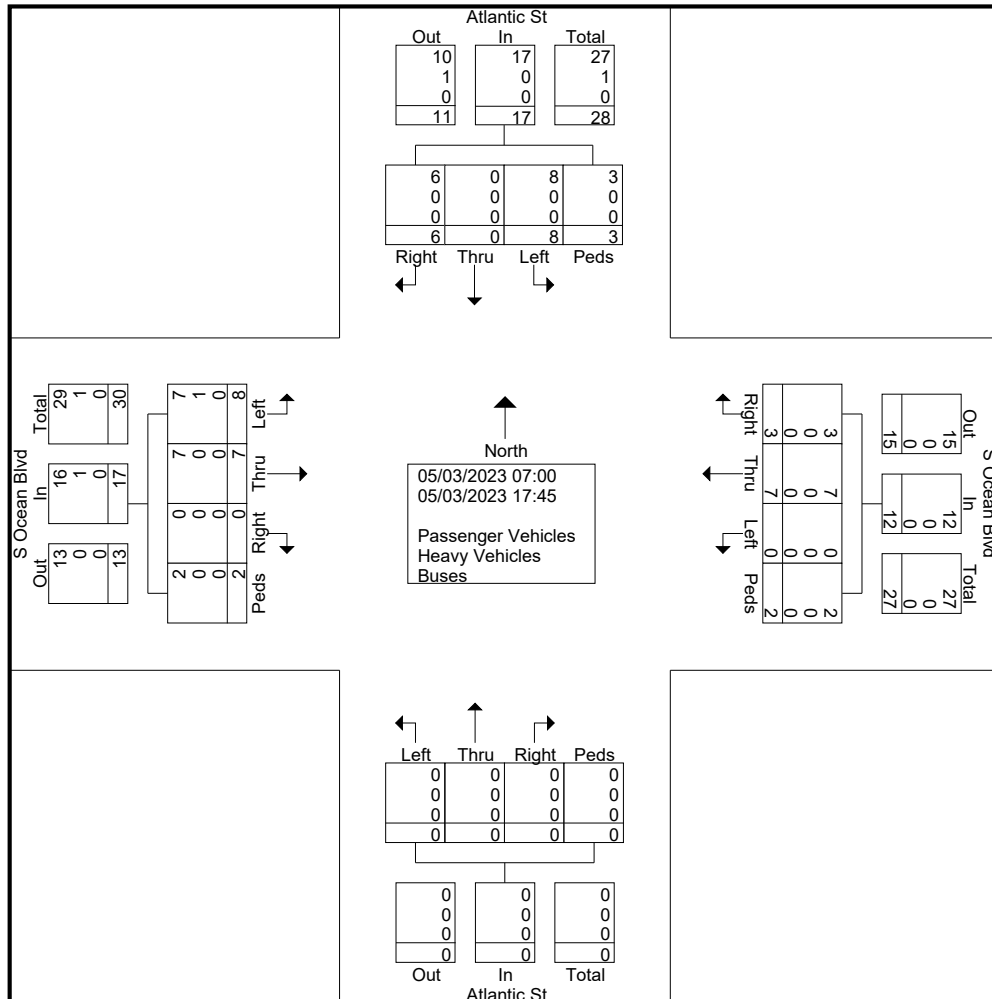 Atlantic St
Out In Total
10 17 27
1 0 1
0 0 0
11 17 28
6 0 8 3
0 0 0 0
0 0 0 0
6 0 8 3
Right Thru Left Peds
S Ocean Blvd
Total
29 1 0 30
In
16 1 0 17
Out
13 0 0 13
7 1 0 8
Left
7 0 0 7
Thru
0 0 0 0
Right
2 0 0 2
Peds
North
05/03/2023 07:00
05/03/2023 17:45
Passenger Vehicles
Heavy Vehicles
Buses
Right
3 0 0 3
Thru
7 0 0 7
Left
0 0 0 0
Peds
2 0 0 2
Out
15 0 0 15
In
12 0 0 12
Total
27 0 0 27
S Ocean Blvd
Left Thru Right Peds
0 0 0 0
0 0 0 0
0 0 0 0
0 0 0 0
0 0 0
0 0 0
0 0 0
0 0 0
Out In Total
Atlantic St